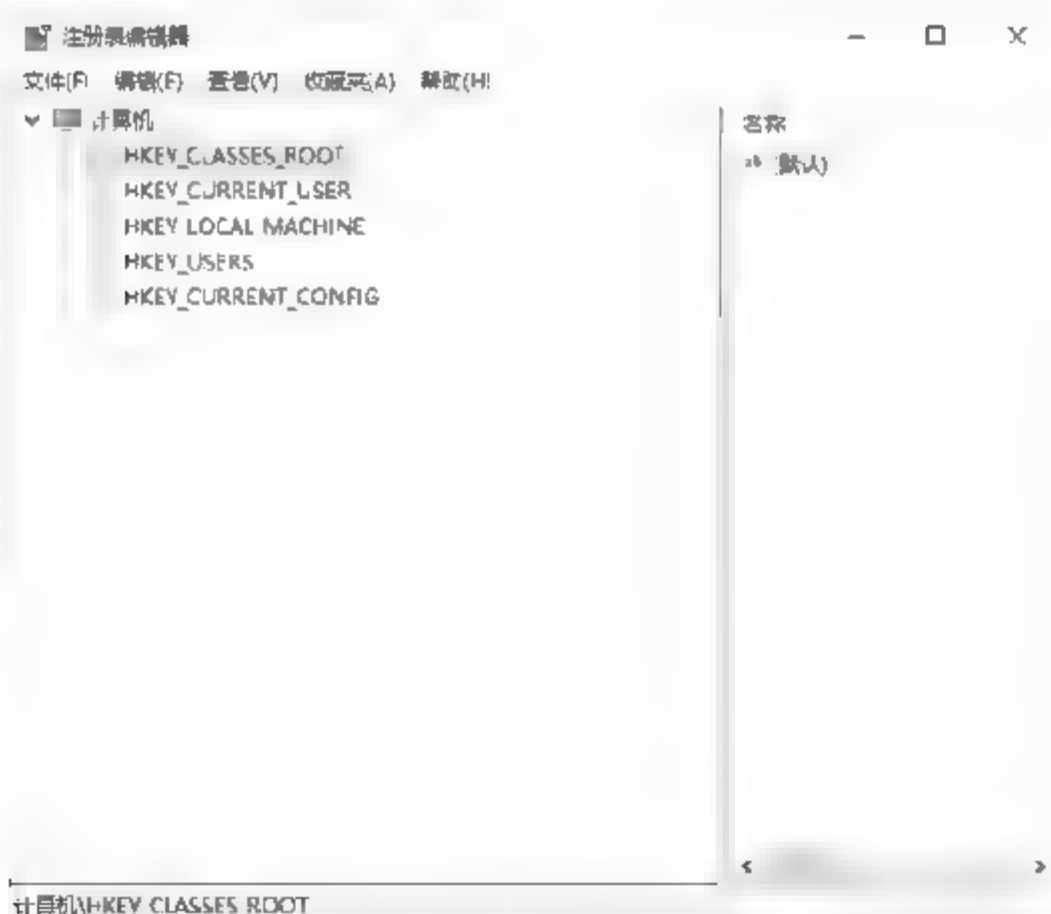 注册表编辑器
文件(F) 编辑(E) 查看(V) 收藏夹(A) 帮助(H)
计算机
HKEY_CLASSES_ROOT
HKEY_CURRENT_USER
HKEY_LOCAL_MACHINE
HKEY_USERS
HKEY_CURRENT_CONFIG
名称
ab (默认)
计算机\HKEY_CLASSES_ROOT